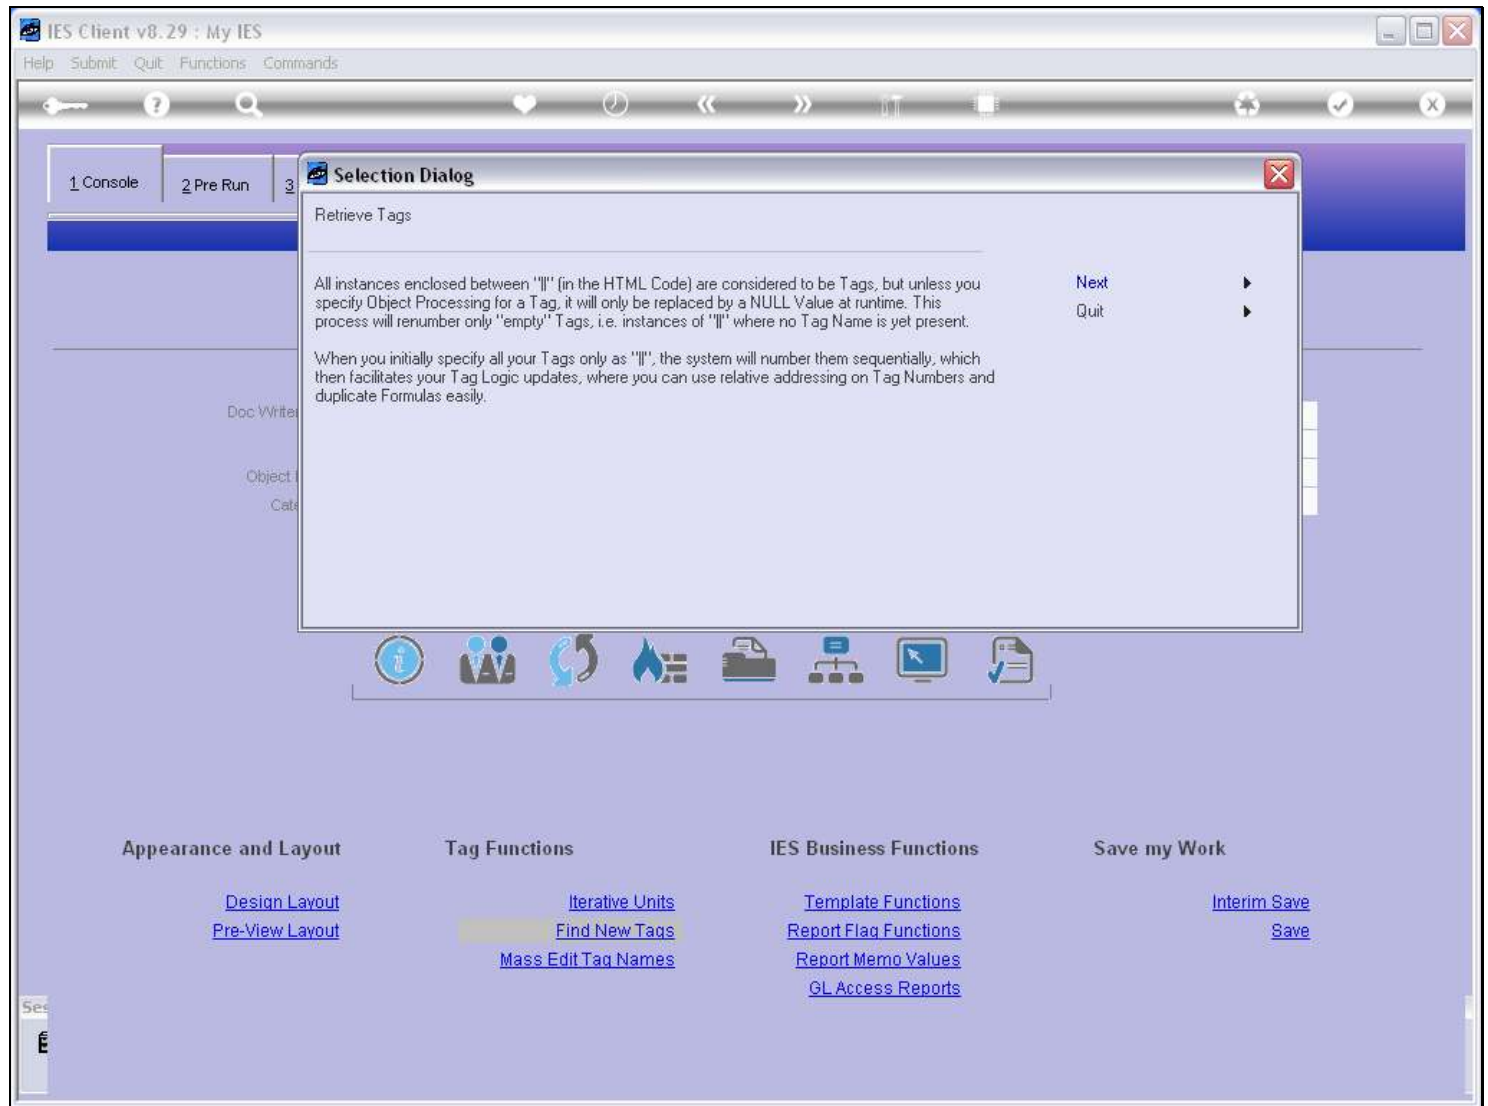 IES Client v8.29 : My IES
Help Submit Quit Functions Commands
1 Console
2 Pre Run
3
Selection Dialog
Retrieve Tags
All instances enclosed between "||" (in the HTML Code) are considered to be Tags, but unless you
specify Object Processing for a Tag, it will only be replaced by a NULL Value at runtime. This
process will renumber only "empty" Tags, i.e. instances of "||" where no Tag Name is yet present.
When you initially specify all your Tags only as "||", the system will number them sequentially, which
then facilitates your Tag Logic updates, where you can use relative addressing on Tag Numbers and
duplicate Formulas easily.
Next
Quit
Doc Writer
Object
Cate
Appearance and Layout
Design Layout
Pre-View Layout
Tag Functions
Iterative Units
Find New Tags
Mass Edit Tag Names
IES Business Functions
Template Functions
Report Flag Functions
Report Memo Values
GL Access Reports
Save my Work
Interim Save
Save
Ses